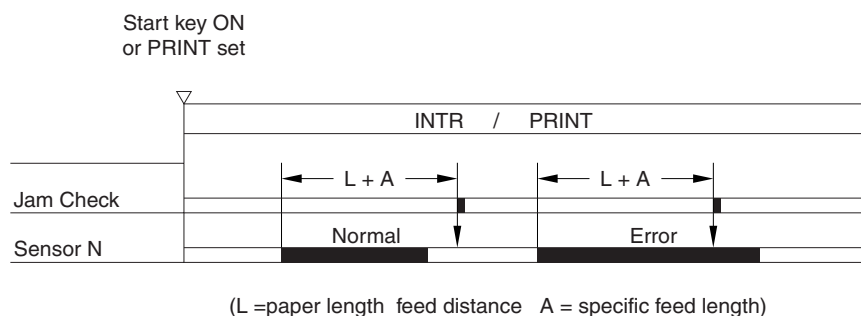 Start key ON
or PRINT set
INTR / PRINT
L + A L + A
Jam Check
Normal Error
Sensor N
(L =paper length feed distance A = specific feed length)